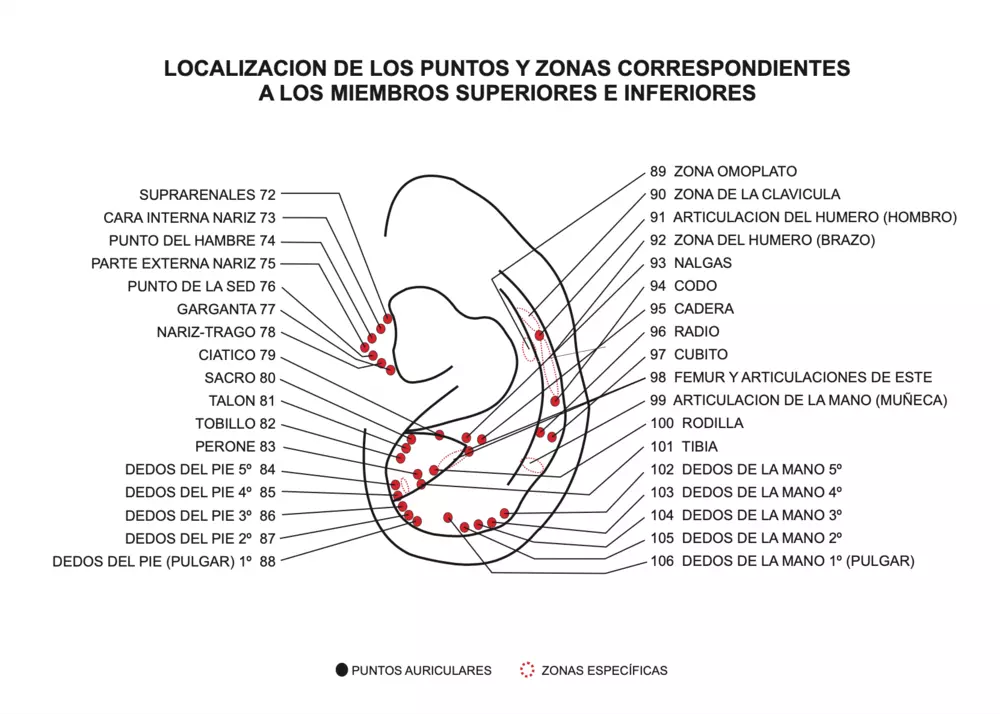 LOCALIZACION DE LOS PUNTOS Y ZONAS CORRESPONDIENTES
A LOS MIEMBROS SUPERIORES E INFERIORES
SUPRARENALES 72
CARA INTERNA NARIZ 73
PUNTO DEL HAMBRE 74
PARTE EXTERNA NARIZ 75
PUNTO DE LA SED 76
GARGANTA 77
NARIZ-TRAGO 78
CIATICO 79
SACRO 80
TALON 81
TOBILLO 82
PERONE 83
DEDOS DEL PIE 5º 84
DEDOS DEL PIE 4º 85
DEDOS DEL PIE 3º 86
DEDOS DEL PIE 2º 87
DEDOS DEL PIE (PULGAR) 1º 88
89 ZONA OMOPLATO
90 ZONA DE LA CLAVICULA
91 ARTICULACION DEL HUMERO (HOMBRO)
92 ZONA DEL HUMERO (BRAZO)
93 NALGAS
94 CODO
95 CADERA
96 RADIO
97 CUBITO
98 FEMUR Y ARTICULACIONES DE ESTE
99 ARTICULACION DE LA MANO (MUÑECA)
100 RODILLA
101 TIBIA
102 DEDOS DE LA MANO 5º
103 DEDOS DE LA MANO 4º
104 DEDOS DE LA MANO 3º
105 DEDOS DE LA MANO 2º
106 DEDOS DE LA MANO 1º (PULGAR)
PUNTOS AURICULARES
ZONAS ESPECÍFICAS